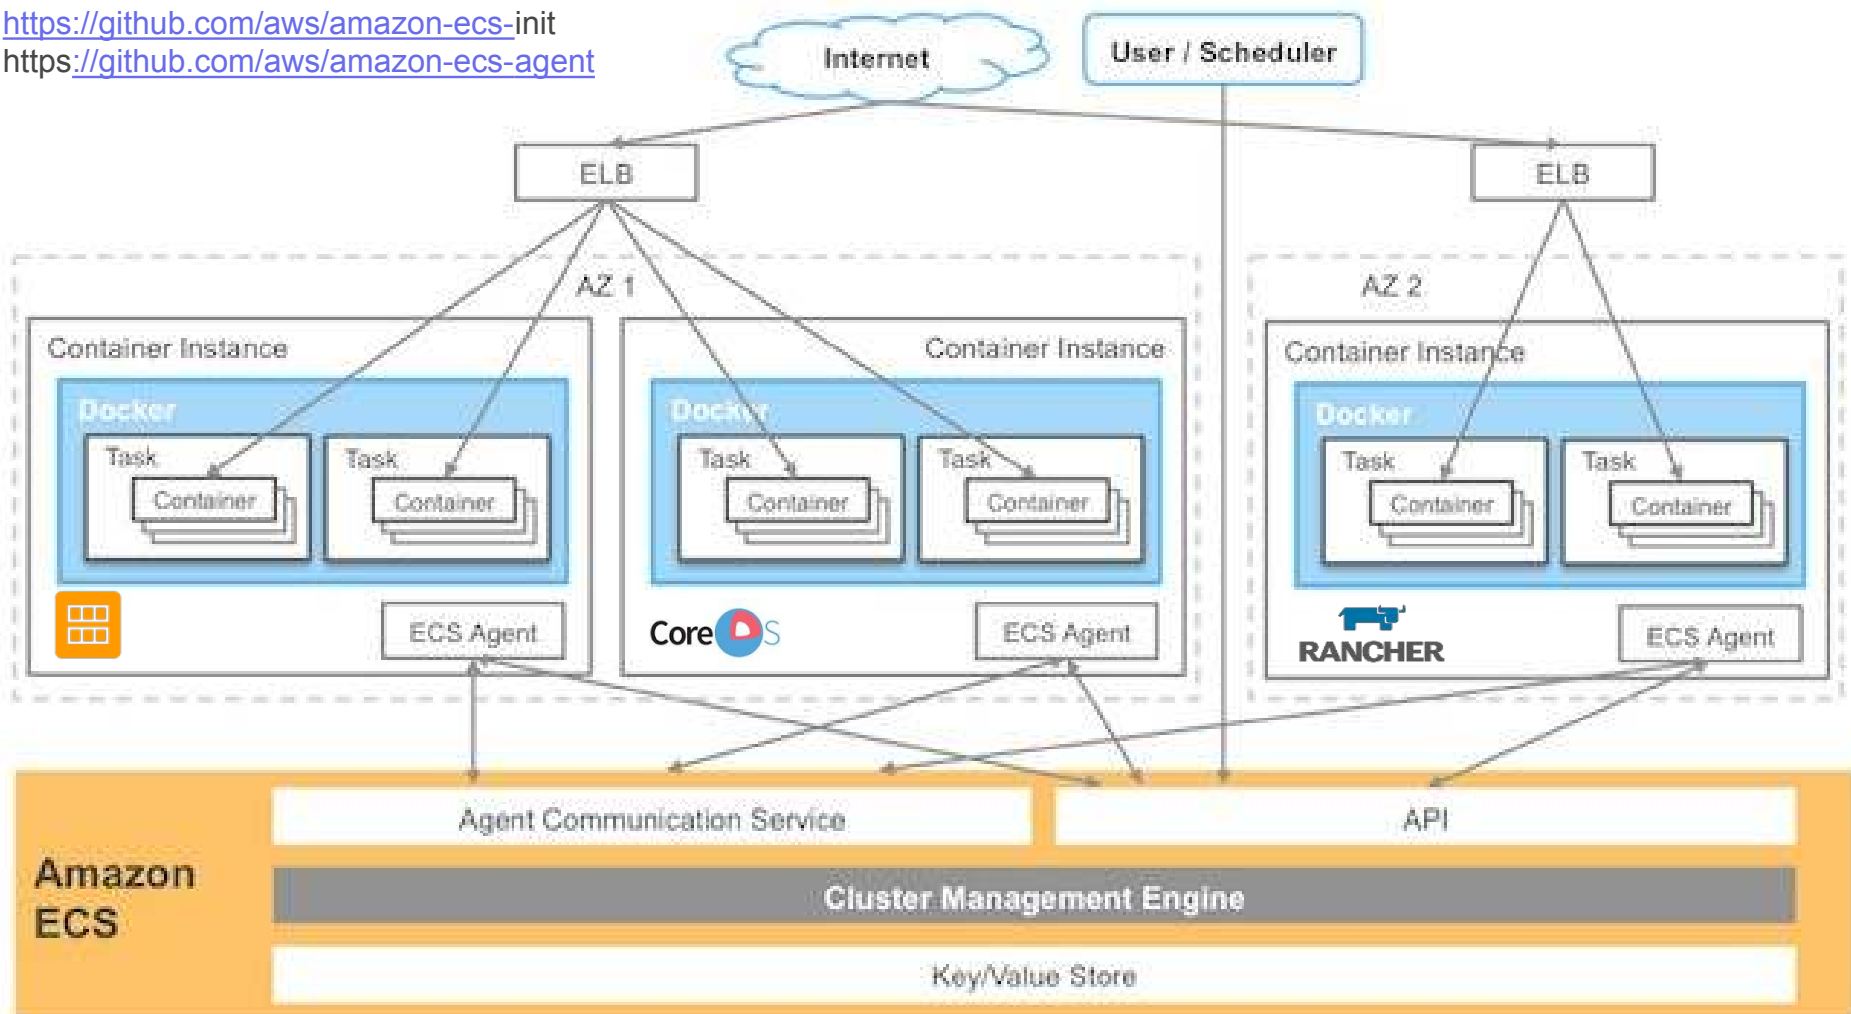 https://github.com/aws/amazon-ecs-init
https://github.com/aws/amazon-ecs-agent
Internet
User / Scheduler
ELB
ELB
AZ 1
AZ 2
Container Instance
Container Instance
Container Instance
Docker
Docker
Docker
Task
Task
Task
Task
Task
Task
Container
Container
Container
Container
Container
Container
ECS Agent
CoreOS
ECS Agent
RANCHER
ECS Agent
Agent Communication Service
API
Amazon
ECS
Cluster Management Engine
Key/Value Store